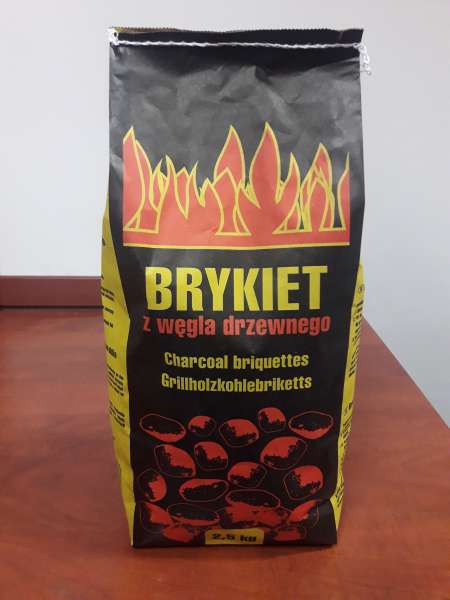 BRYKIET
z węgla drzewnego
Charcoal briquettes
Grillholzkohlebriketts
2,5 kg